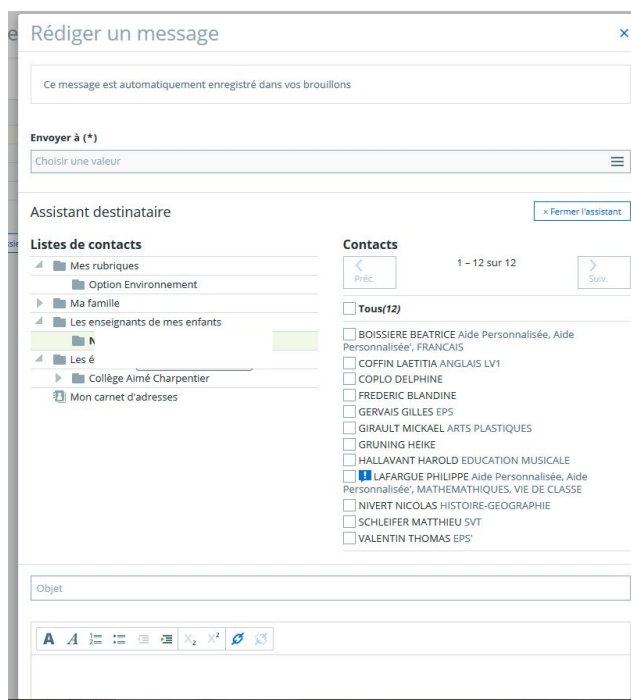 Rédiger un message
×
Ce message est automatiquement enregistré dans vos brouillons
Envoyer à (*)
Choisir une valeur
Assistant destinataire
× Fermer l'assistant
Listes de contacts
Mes rubriques
Option Environnement
Ma famille
Les enseignants de mes enfants
Les
Collège Aimé Charpentier
Mon carnet d'adresses
Contacts
Préc.
1 – 12 sur 12
Suiv.
Tous(12)
BOISSIERE BEATRICE Aide Personnalisée, Aide
Personnalisée', FRANCAIS
COFFIN LAETITIA ANGLAIS LV1
COPLO DELPHINE
FREDERIC BLANDINE
GERVAIS GILLES EPS
GIRAULT MICKAEL ARTS PLASTIQUES
GRUNING HEIKE
HALLAVANT HAROLD EDUCATION MUSICALE
LAFARGUE PHILIPPE Aide Personnalisée, Aide
Personnalisée', MATHEMATHIQUES, VIE DE CLASSE
NIVERT NICOLAS HISTOIRE-GEOGRAPHIE
SCHLEIFER MATTHIEU SVT
VALENTIN THOMAS EPS'
Objet
A A X₂ X²